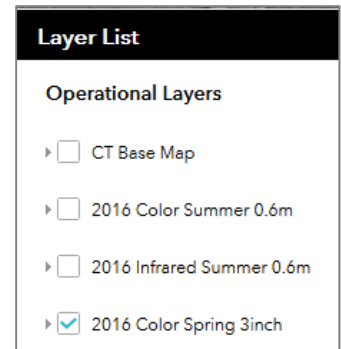 Layer List
Operational Layers
CT Base Map
2016 Color Summer 0.6m
2016 Infrared Summer 0.6m
2016 Color Spring 3inch